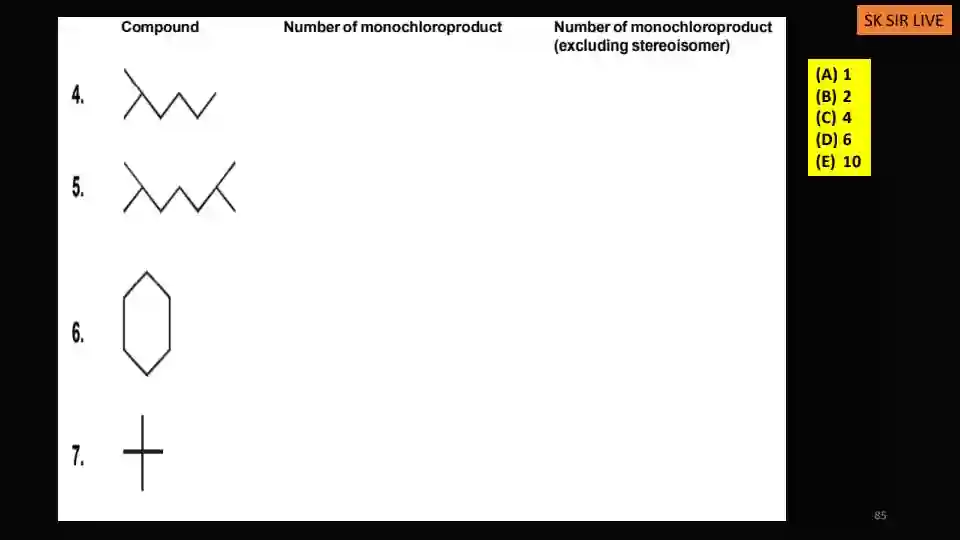 Compound Number of monochloroproduct Number of monochloroproduct
(excluding stereoisomer)
SK SIR LIVE
(A) 1
(B) 2
(C) 4
(D) 6
(E) 10
4.
5.
6.
7.
85